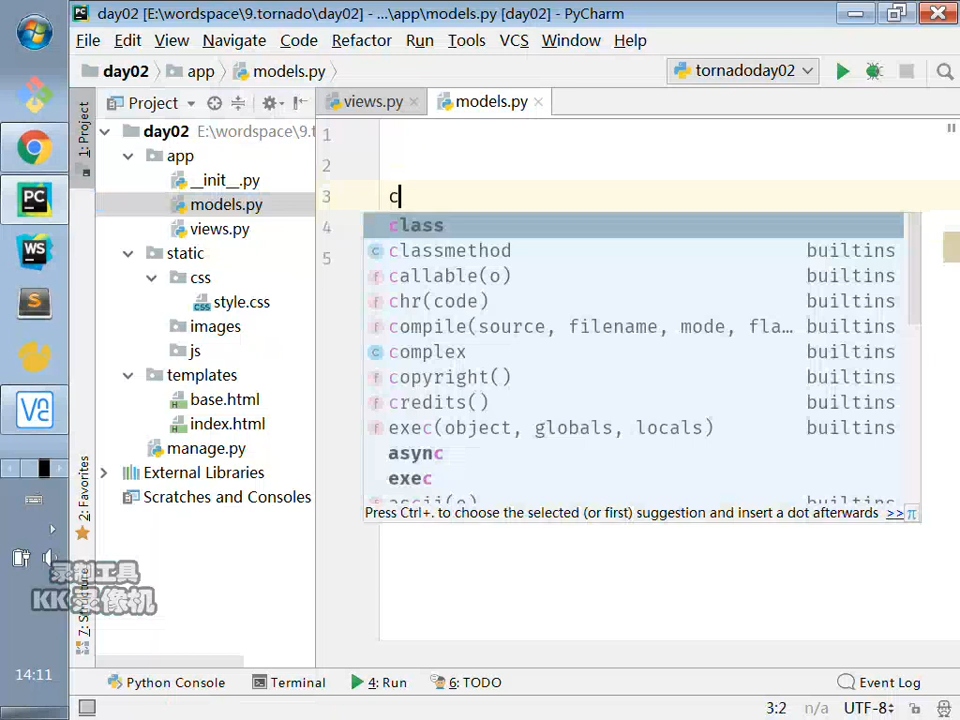 day02 [E:\wordspace\9.tornado\day02] - ...\app\models.py [day02] - PyCharm
File Edit View Navigate Code Refactor Run Tools VCS Window Help
day02 app models.py tornadoday02
1: Project
Project views.py models.py
day02 E:\wordspace\9.t
app
__init__.py
models.py
views.py
static
css
style.css
images
js
templates
base.html
index.html
manage.py
External Libraries
Scratches and Consoles
1
2
3 c
4
5
class
classmethod builtins
callable(o) builtins
chr(code) builtins
compile(source, filename, mode, fla... builtins
complex builtins
copyright() builtins
credits() builtins
exec(object, globals, locals) builtins
async
exec
ascii(o) builtins
Press Ctrl+. to choose the selected (or first) suggestion and insert a dot afterwards >> π
2: Favorites
7: Structure
录制工具
KK录像机
14:11
Python Console Terminal 4: Run 6: TODO Event Log
3:2 n/a UTF-8